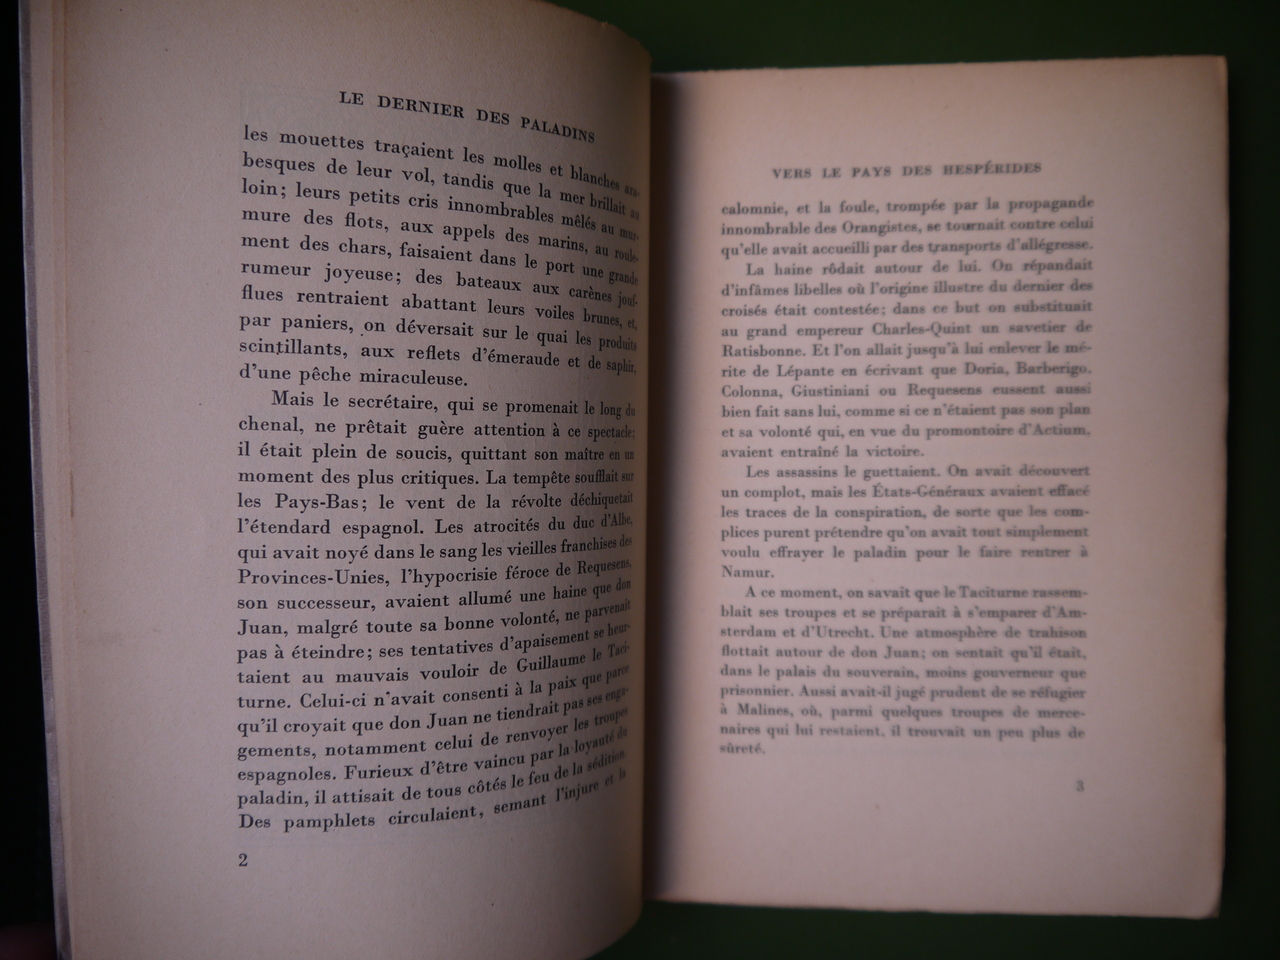 LE DERNIER DES PALADINS
les mouettes traçaient les molles et blanches ara-
besques de leur vol, tandis que la mer brillait au
loin; leurs petits cris innombrables mêlés au mur-
mure des flots, aux appels des marins, au roule-
ment des chars, faisaient dans le port une grande
rumeur joyeuse; des bateaux aux carènes jouf-
flues rentraient abattant leurs voiles brunes, et,
par paniers, on déversait sur le quai les produits
scintillants, aux reflets d'émeraude et de saphir,
d'une pêche miraculeuse.
Mais le secrétaire, qui se promenait le long du
chenal, ne prêtait guère attention à ce spectacle;
il était plein de soucis, quittant son maître en un
moment des plus critiques. La tempête soufflait sur
les Pays-Bas; le vent de la révolte déchiquetait
l'étendard espagnol. Les atrocités du duc d'Albe,
qui avait noyé dans le sang les vieilles franchises des
Provinces-Unies, l'hypocrisie féroce de Requesens,
son successeur, avaient allumé une haine que don
Juan, malgré toute sa bonne volonté, ne parvenait
pas à éteindre; ses tentatives d'apaisement se heur-
taient au mauvais vouloir de Guillaume le Taci-
turne. Celui-ci n'avait consenti à la paix que parce
qu'il croyait que don Juan ne tiendrait pas ses enga-
gements, notamment celui de renvoyer les troupes
espagnoles. Furieux d'être vaincu par la loyauté du
paladin, il attisait de tous côtés le feu de la sédition
Des pamphlets circulaient, semant l'injure et la
2
VERS LE PAYS DES HESPÉRIDES
calomnie, et la foule, trompée par la propagande
innombrable des Orangistes, se tournait contre celui
qu'elle avait accueilli par des transports d'allégresse.
La haine rôdait autour de lui. On répandait
d'infâmes libelles où l'origine illustre du dernier des
croisés était contestée; dans ce but on substituait
au grand empereur Charles-Quint un savetier de
Ratisbonne. Et l'on allait jusqu'à lui enlever le mé-
rite de Lépante en écrivant que Doria, Barberigo,
Colonna, Giustiniani ou Requesens eussent aussi
bien fait sans lui, comme si ce n'étaient pas son plan
et sa volonté qui, en vue du promontoire d'Actium,
avaient entraîné la victoire.
Les assassins le guettaient. On avait découvert
un complot, mais les États-Généraux avaient effacé
les traces de la conspiration, de sorte que les com-
plices purent prétendre qu'on avait tout simplement
voulu effrayer le paladin pour le faire rentrer à
Namur.
A ce moment, on savait que le Taciturne rassem-
blait ses troupes et se préparait à s'emparer d'Am-
sterdam et d'Utrecht. Une atmosphère de trahison
flottait autour de don Juan; on sentait qu'il était,
dans le palais du souverain, moins gouverneur que
prisonnier. Aussi avait-il jugé prudent de se réfugier
à Malines, où, parmi quelques troupes de merce-
naires qui lui restaient, il trouvait un peu plus de
sûreté.
3